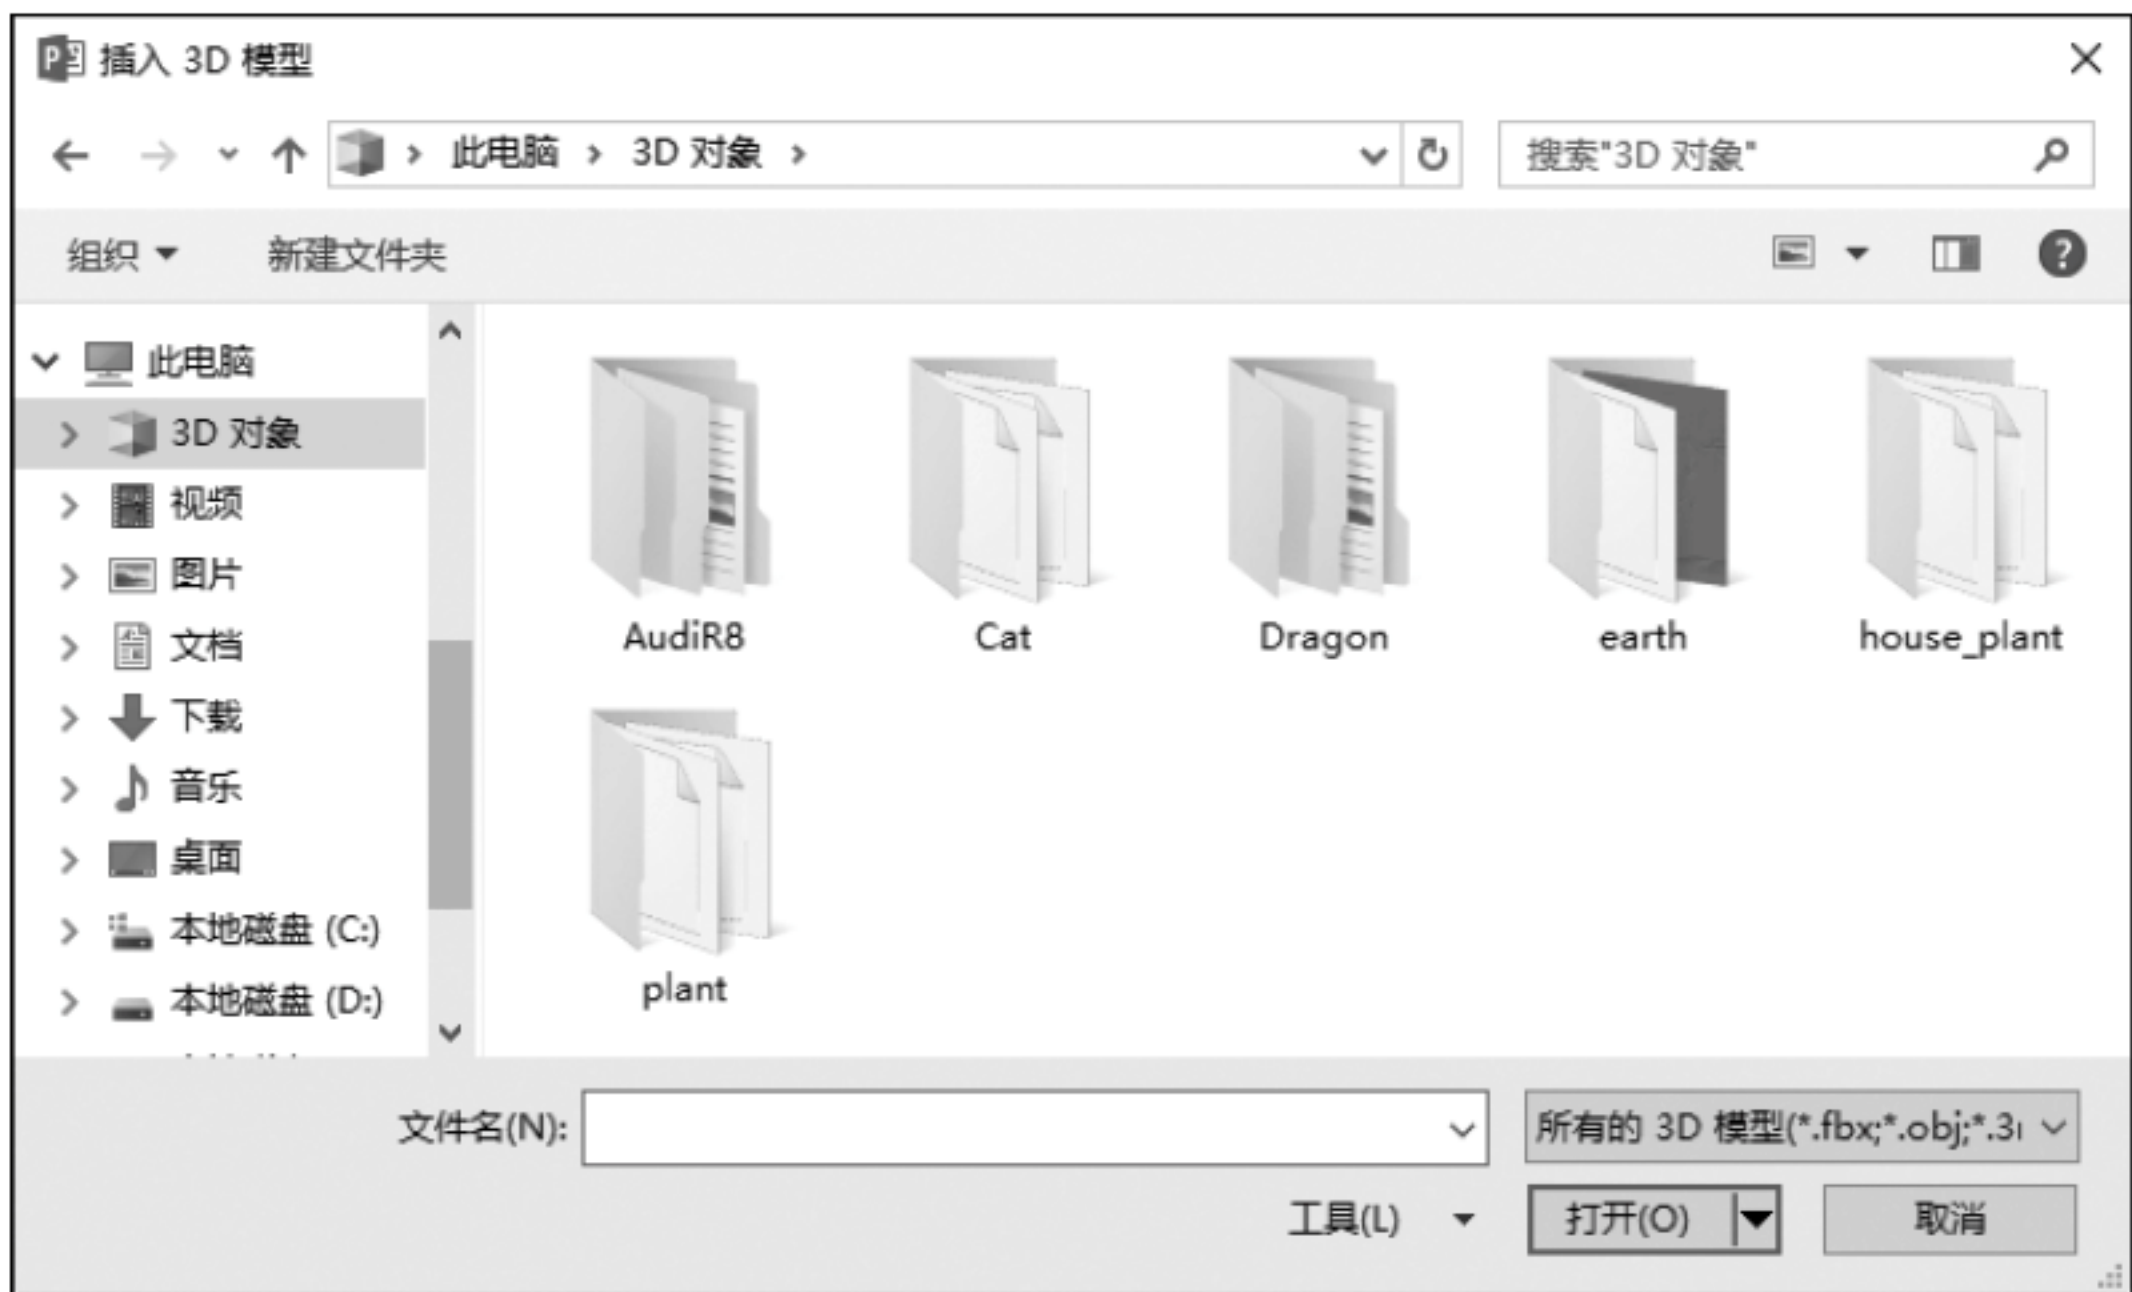 插入 3D 模型
此电脑 > 3D 对象 >
搜索"3D 对象"
组织
新建文件夹
此电脑
3D 对象
视频
图片
文档
下载
音乐
桌面
本地磁盘 (C:)
本地磁盘 (D:)
AudiR8
Cat
Dragon
earth
house_plant
plant
文件名(N):
所有的 3D 模型(*.fbx;*.obj;*.3
工具(L)
打开(O)
取消